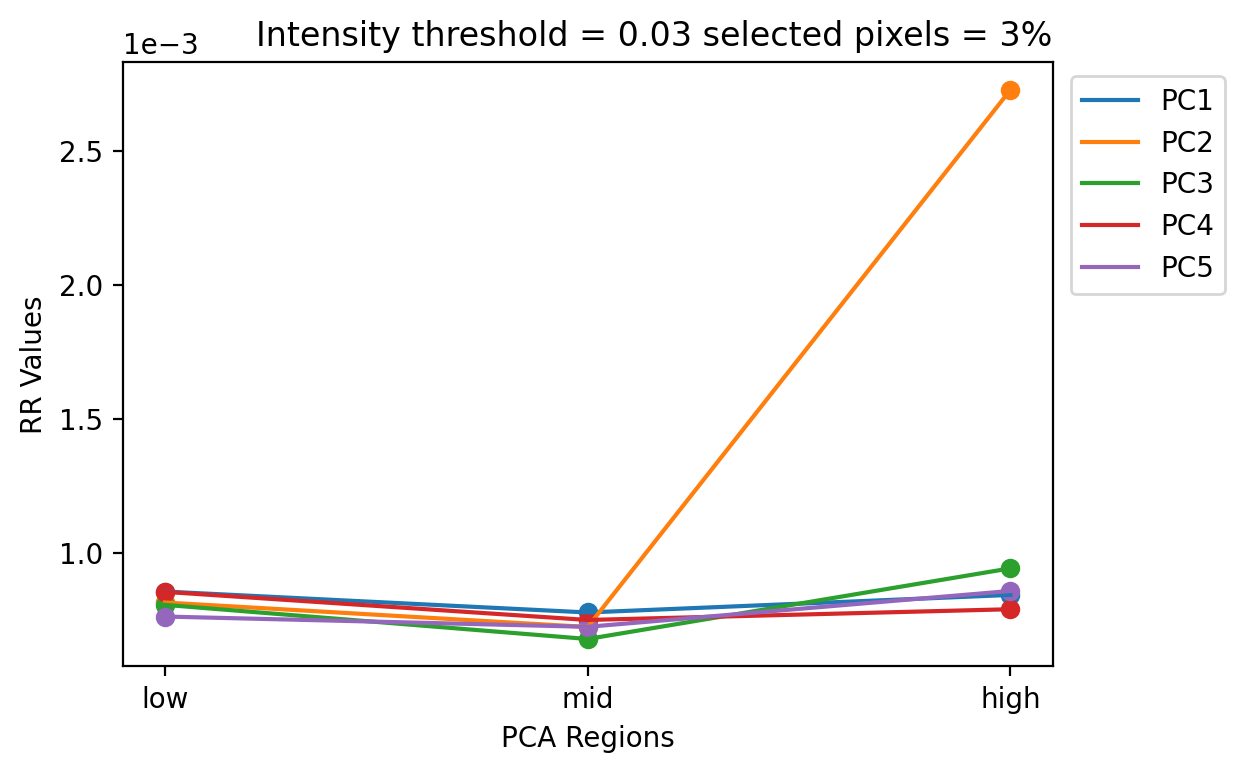 Intensity threshold = 0.03 selected pixels = 3%
1e−3
2.5
2.0
1.5
1.0
RR Values
low
mid
high
PCA Regions
PC1
PC2
PC3
PC4
PC5